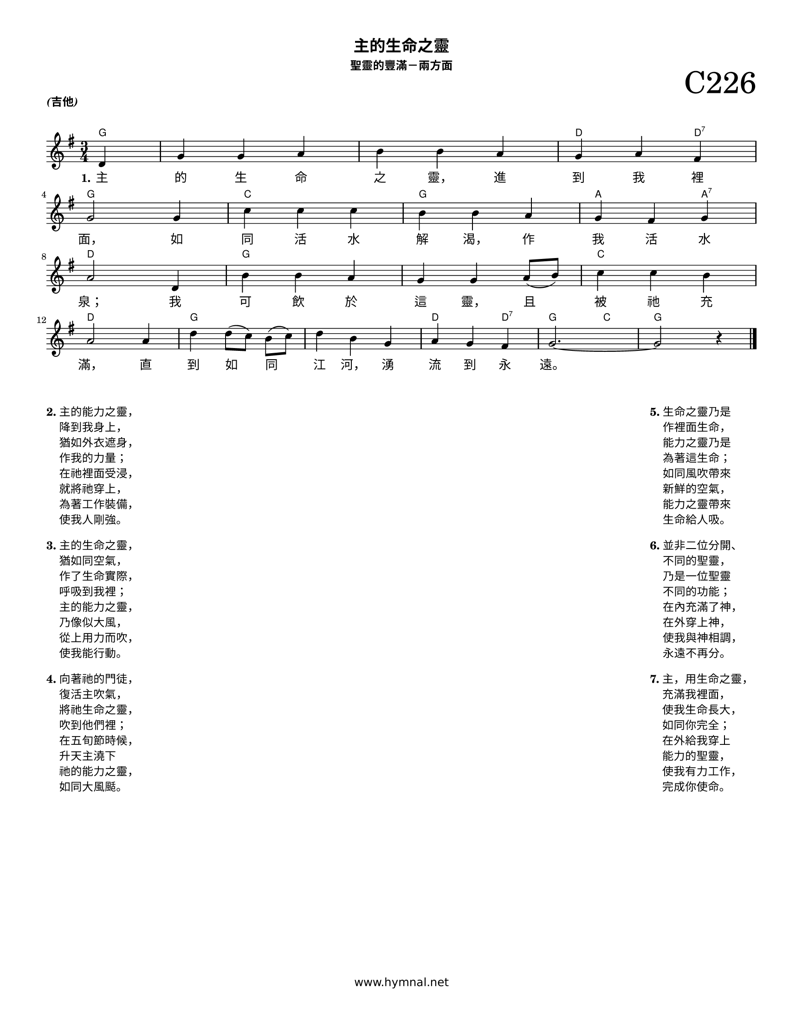 主的生命之靈
聖靈的豐滿－兩方面
C226
(吉他)
G D D7
3 4
1. 主 的 生 命 之 靈， 進 到 我 裡
4 G C G A A7
面， 如 同 活 水 解 渴， 作 我 活 水
8 D G C
泉； 我 可 飲 於 這 靈， 且 被 祂 充
12 D G D D7 G C G
滿， 直 到 如 同 江 河， 湧 流 到 永 遠。
2. 主的能力之靈，
降到我身上，
猶如外衣遮身，
作我的力量；
在祂裡面受浸，
就將祂穿上，
為著工作裝備，
使我人剛強。
3. 主的生命之靈，
猶如同空氣，
作了生命實際，
呼吸到我裡；
主的能力之靈，
乃像似大風，
從上用力而吹，
使我能行動。
4. 向著祂的門徒，
復活主吹氣，
將祂生命之靈，
吹到他們裡；
在五旬節時候，
升天主澆下
祂的能力之靈，
如同大風颳。
5. 生命之靈乃是
作裡面生命，
能力之靈乃是
為著這生命；
如同風吹帶來
新鮮的空氣，
能力之靈帶來
生命給人吸。
6. 並非二位分開、
不同的聖靈，
乃是一位聖靈
不同的功能；
在內充滿了神，
在外穿上神，
使我與神相調，
永遠不再分。
7. 主，用生命之靈，
充滿我裡面，
使我生命長大，
如同你完全；
在外給我穿上
能力的聖靈，
使我有力工作，
完成你使命。
www.hymnal.net